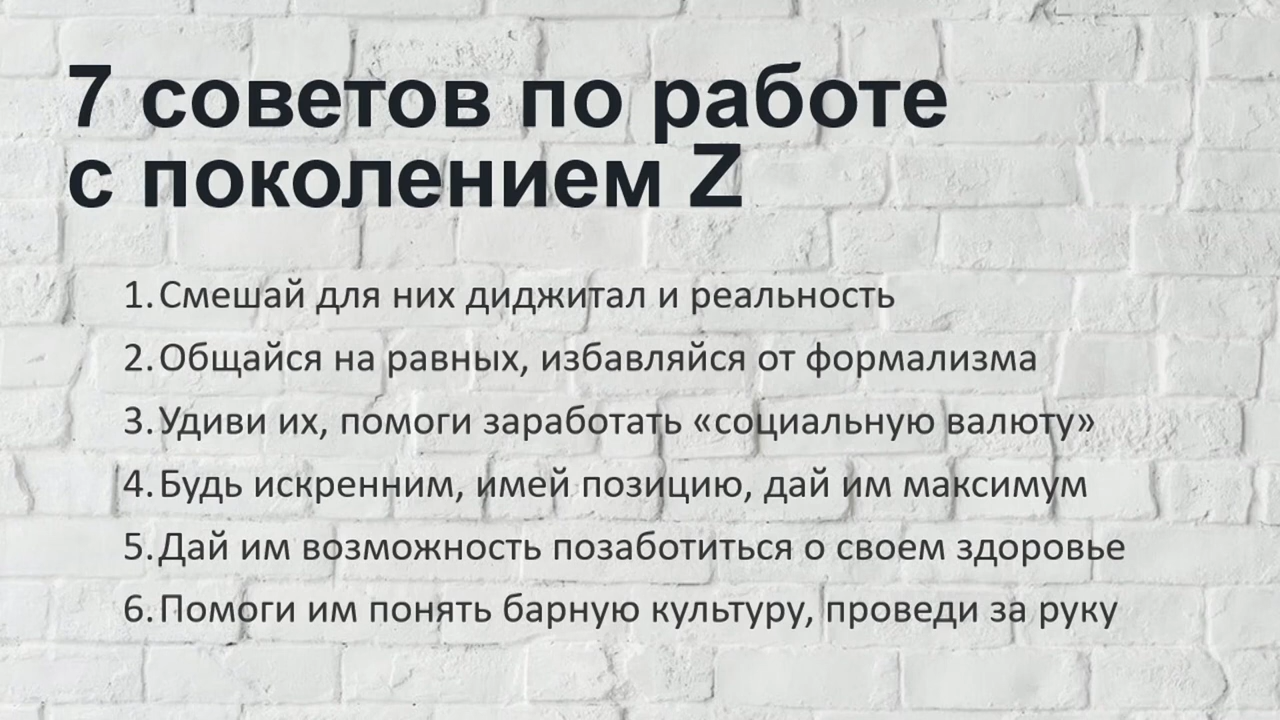 7 советов по работе
с поколением Z
1. Смешай для них диджитал и реальность
2. Общайся на равных, избавляйся от формализма
3. Удиви их, помоги заработать «социальную валюту»
4. Будь искренним, имей позицию, дай им максимум
5. Дай им возможность позаботиться о своем здоровье
6. Помоги им понять барную культуру, проведи за руку